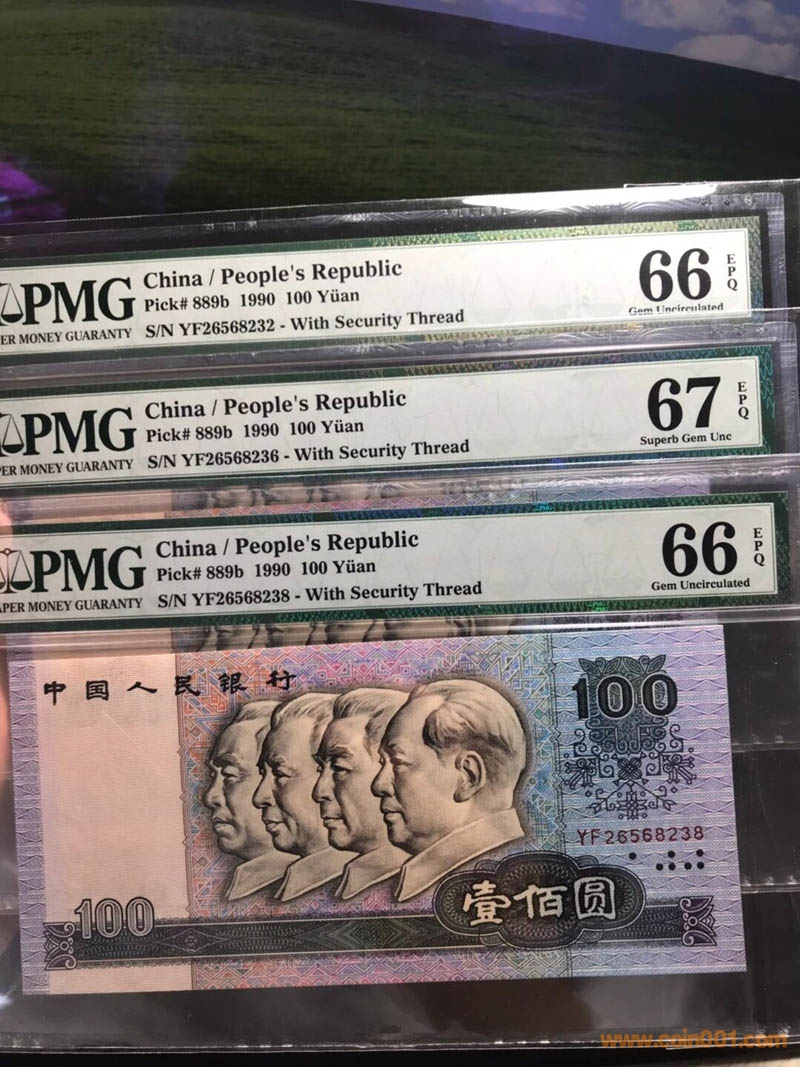 PMG
ER MONEY GUARANTY
China / People's Republic
Pick# 889b 1990 100 Yüan
S/N YF26568232 - With Security Thread
66
EPQ
Gem Uncirculated
PMG
ER MONEY GUARANTY
China / People's Republic
Pick# 889b 1990 100 Yüan
S/N YF26568236 - With Security Thread
67
EPQ
Superb Gem Unc
PMG
APER MONEY GUARANTY
China / People's Republic
Pick# 889b 1990 100 Yüan
S/N YF26568238 - With Security Thread
66
EPQ
Gem Uncirculated
中国人民银行
100
YF26568238
壹佰圆
100
www.coin001.com